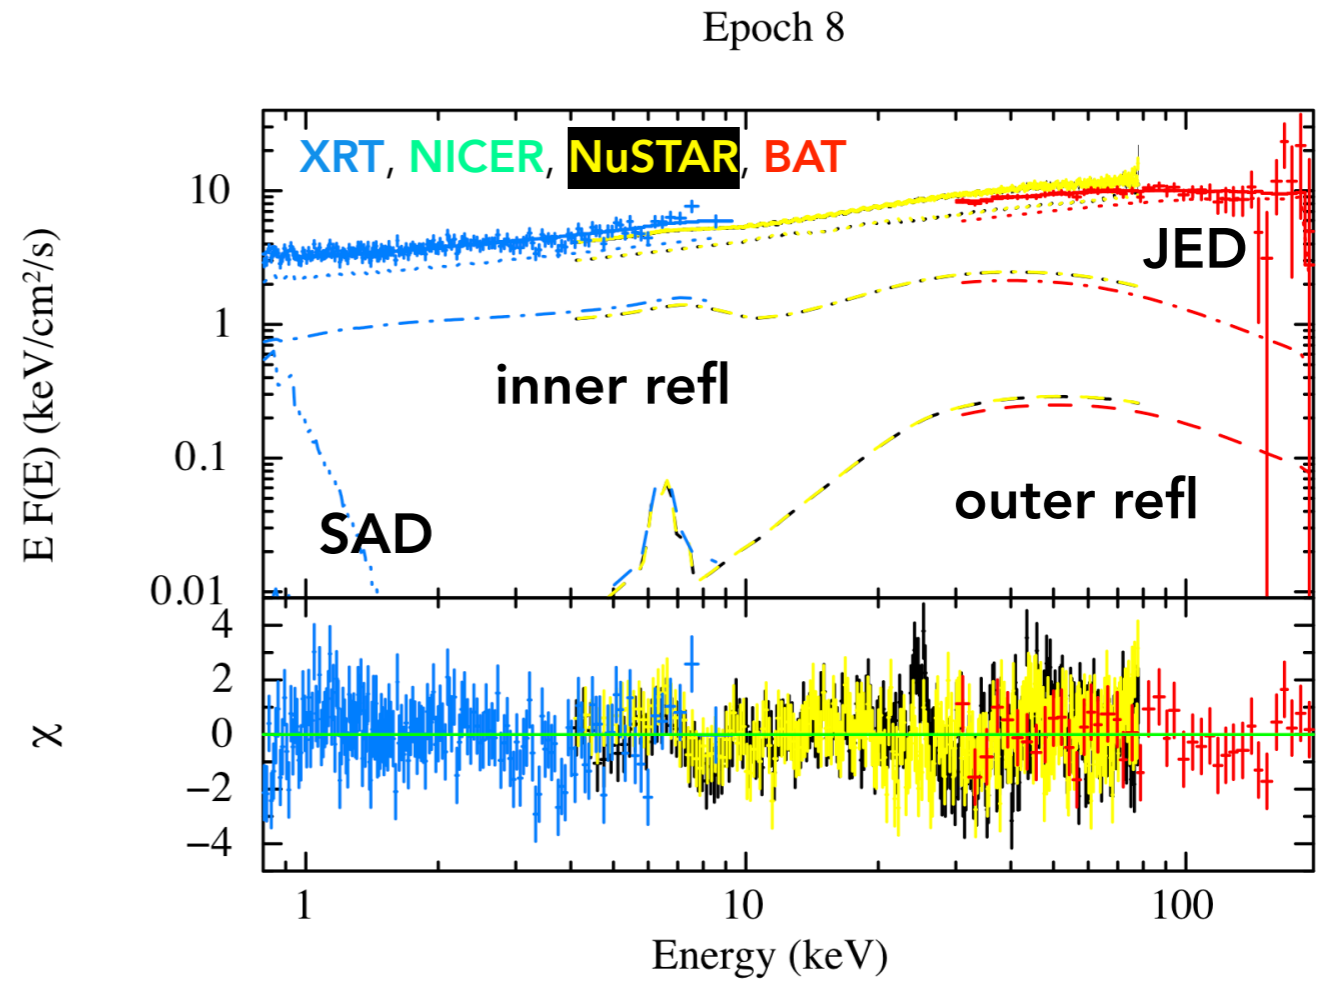 Epoch 8
XRT, NICER, NuSTAR, BAT
10
JED
1
inner refl
0.1
outer refl
SAD
0.01
E F(E) (keV/cm²/s)
4
2
0
−2
−4
χ
1 10 100
Energy (keV)